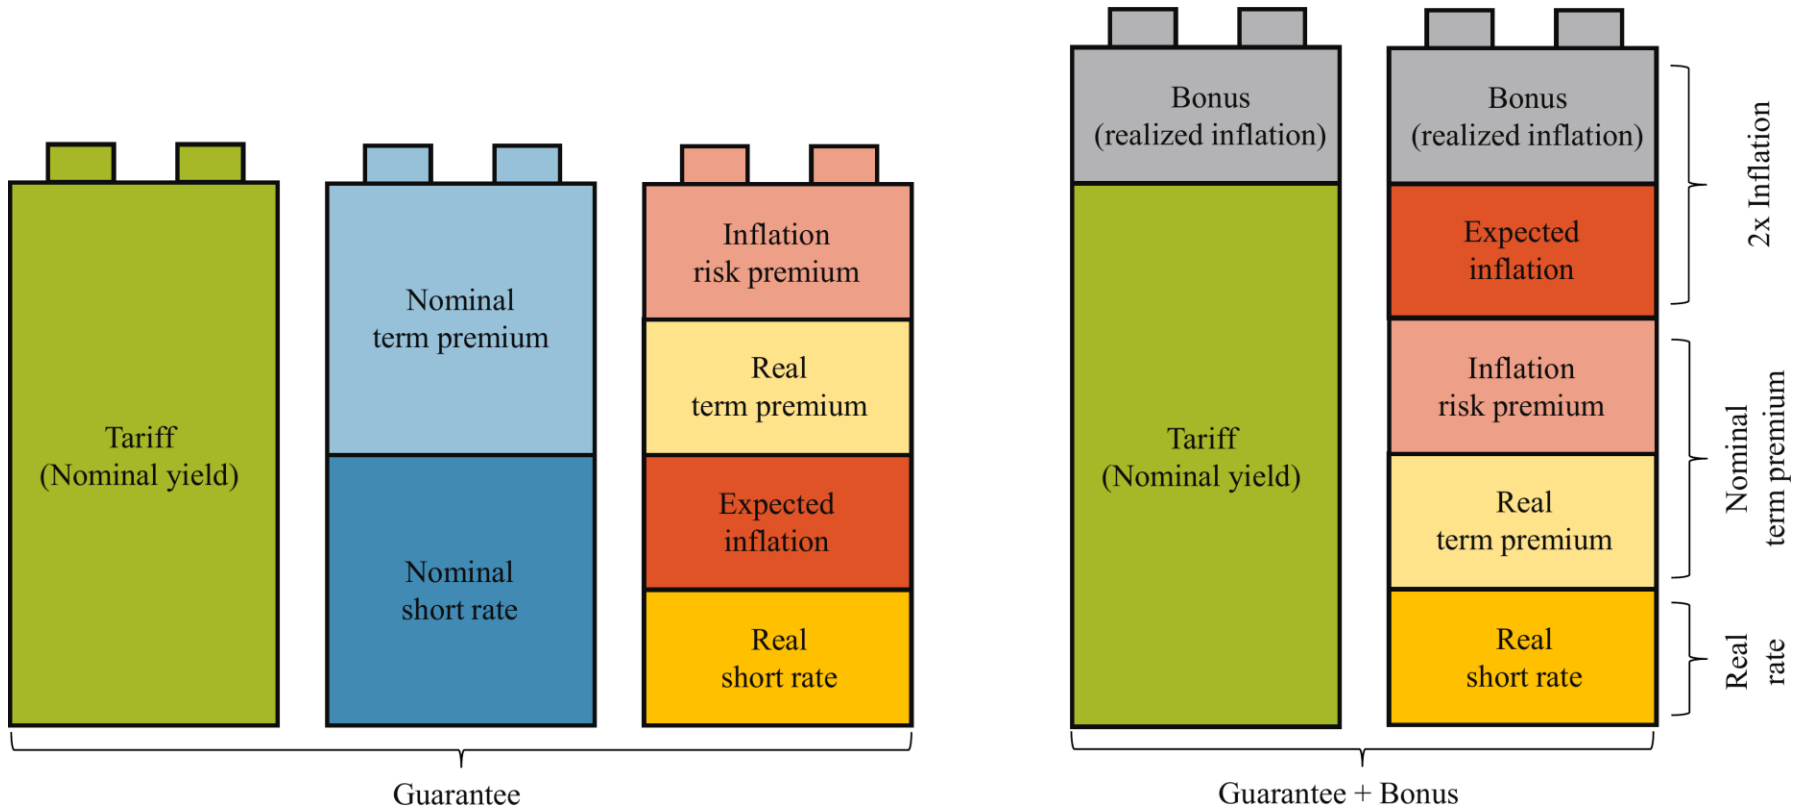 Tariff
(Nominal yield)
Nominal
term premium
Nominal
short rate
Inflation
risk premium
Real
term premium
Expected
inflation
Real
short rate
Guarantee
Bonus
(realized inflation)
Tariff
(Nominal yield)
Bonus
(realized inflation)
Expected
inflation
Inflation
risk premium
Real
term premium
Real
short rate
2x Inflation
Nominal
term premium
Real
rate
Guarantee + Bonus